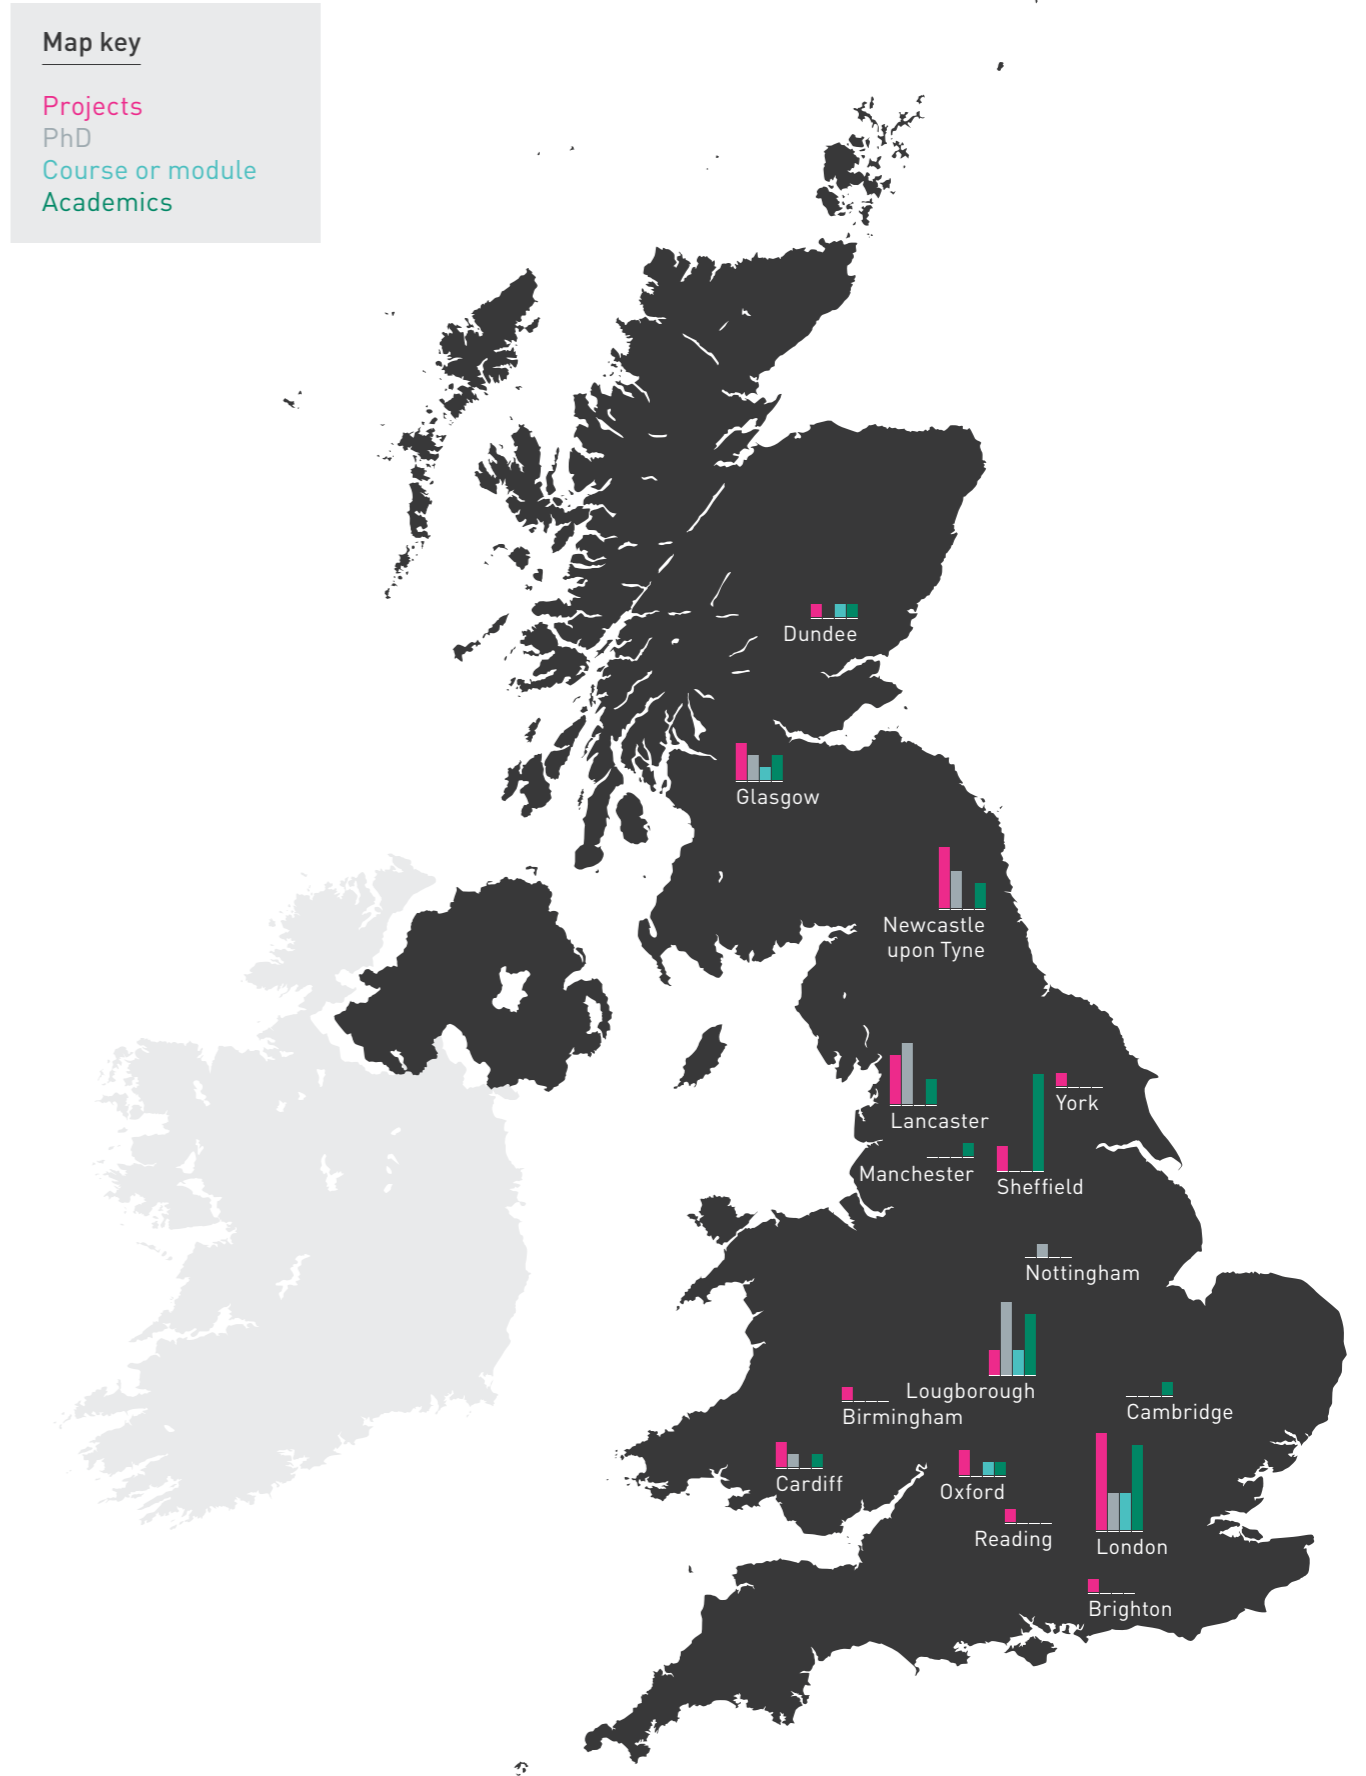 Map key
Projects
PhD
Course or module
Academics
Dundee
Glasgow
Newcastle
upon Tyne
Lancaster
York
Manchester
Sheffield
Nottingham
Lougborough
Birmingham
Cambridge
Cardiff
Oxford
Reading
London
Brighton